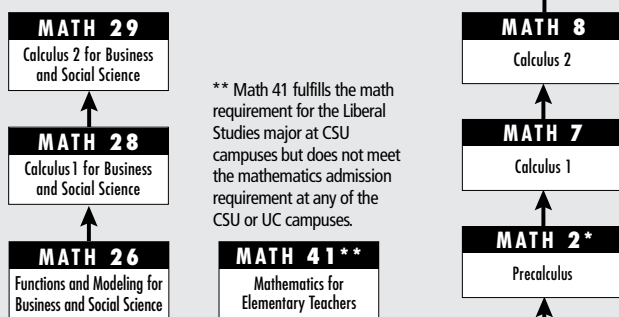 MATH 29
Calculus 2 for Business
and Social Science
MATH 28
Calculus 1 for Business
and Social Science
MATH 26
Functions and Modeling for
Business and Social Science
** Math 41 fulfills the math
requirement for the Liberal
Studies major at CSU
campuses but does not meet
the mathematics admission
requirement at any of the
CSU or UC campuses.
MATH 41**
Mathematics for
Elementary Teachers
MATH 8
Calculus 2
MATH 7
Calculus 1
MATH 2*
Precalculus